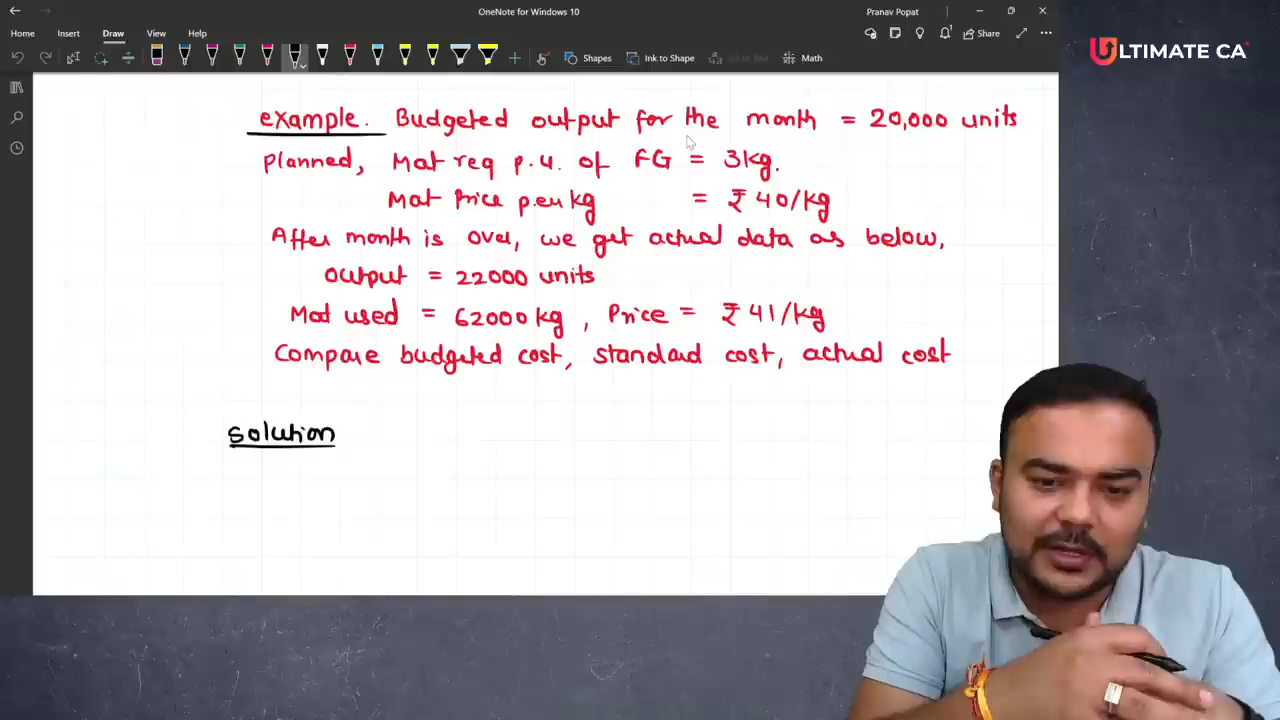 OneNote for Windows 10
Pranav Popat
Home Insert Draw View Help
Share
Shapes
Ink to Shape
Math
ULTIMATE CA
example. Budgeted output for the month = 20,000 units
planned, Mat req p.u. of FG = 3kg.
Mat Price per kg = ₹ 40/kg
After month is over, we get actual data as below,
output = 22000 units
Mat used = 62000 kg , Price = ₹ 41/kg
Compare budgeted cost, standard cost, actual cost
solution